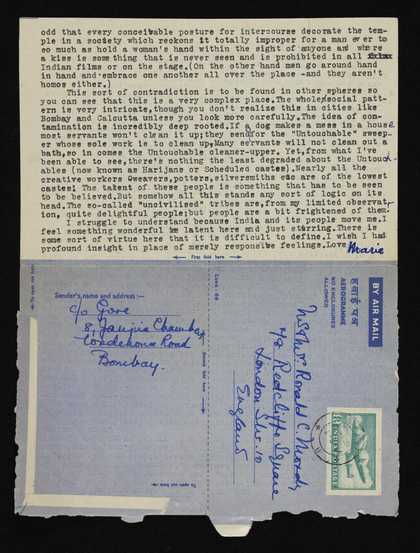 odd that every conceivable posture for intercourse decorate the tem-
ple in a society which reckons it totally improper for a man ever to
so much as hold a woman's hand within the sight of anyone and where
a kiss is something that is never seen and is prohibited in all
Indian films or on the stage.(On the other hand men go around hand
in hand and embrace one another all over the place -and they aren't
homos either.)
This sort of contradiction is to be found in other spheres so
you can see that this is a very complex place.The whole social patt-
ern is very intricate,though you don't realize this in cities like
Bombay and Calcutta unless you look more carefully.The idea of con-
tamination is incredibly deep rooted.If a dog makes a mess in a house
most servants won't clean it up;they send for the "Untouchable" sweep-
er whose sole work is to clean up.Many servants will not clean out a
bath,so in comes the Untouchable cleaner-upper. Yet,from what I've
been able to see,there's nothing the least degraded about the Untouch-
ables (now known as Harijans or Scheduled castes).Nearly all the
creative workers,weavers,potters,silversmiths etc are of the lowest
castes! The talent of these people is something that has to be seen
to be believed.But somehow all this stands any sort of logic on its
head.The so-called "uncivilised" tribes are,from my limited observat-
ion, quite delightful people;but people are a bit frightened of them.
I struggle to understand because India and its people move me.I
feel something wonderful is latent here and just stirring.There is
some sort of virtue here that it is difficult to define.I wish I had
profound insight in place of merely responsive feelings.Love Marie
First fold here
Sender's name and address :-
c/o Gore
8,
Road
Bombay.
Second fold here
To open cut here
BY AIR MAIL
हवाई पत्र
AEROGRAMME
NO ENCLOSURES
ALLOWED
Ronald C
Redcliffe Square
London S.W.10
England